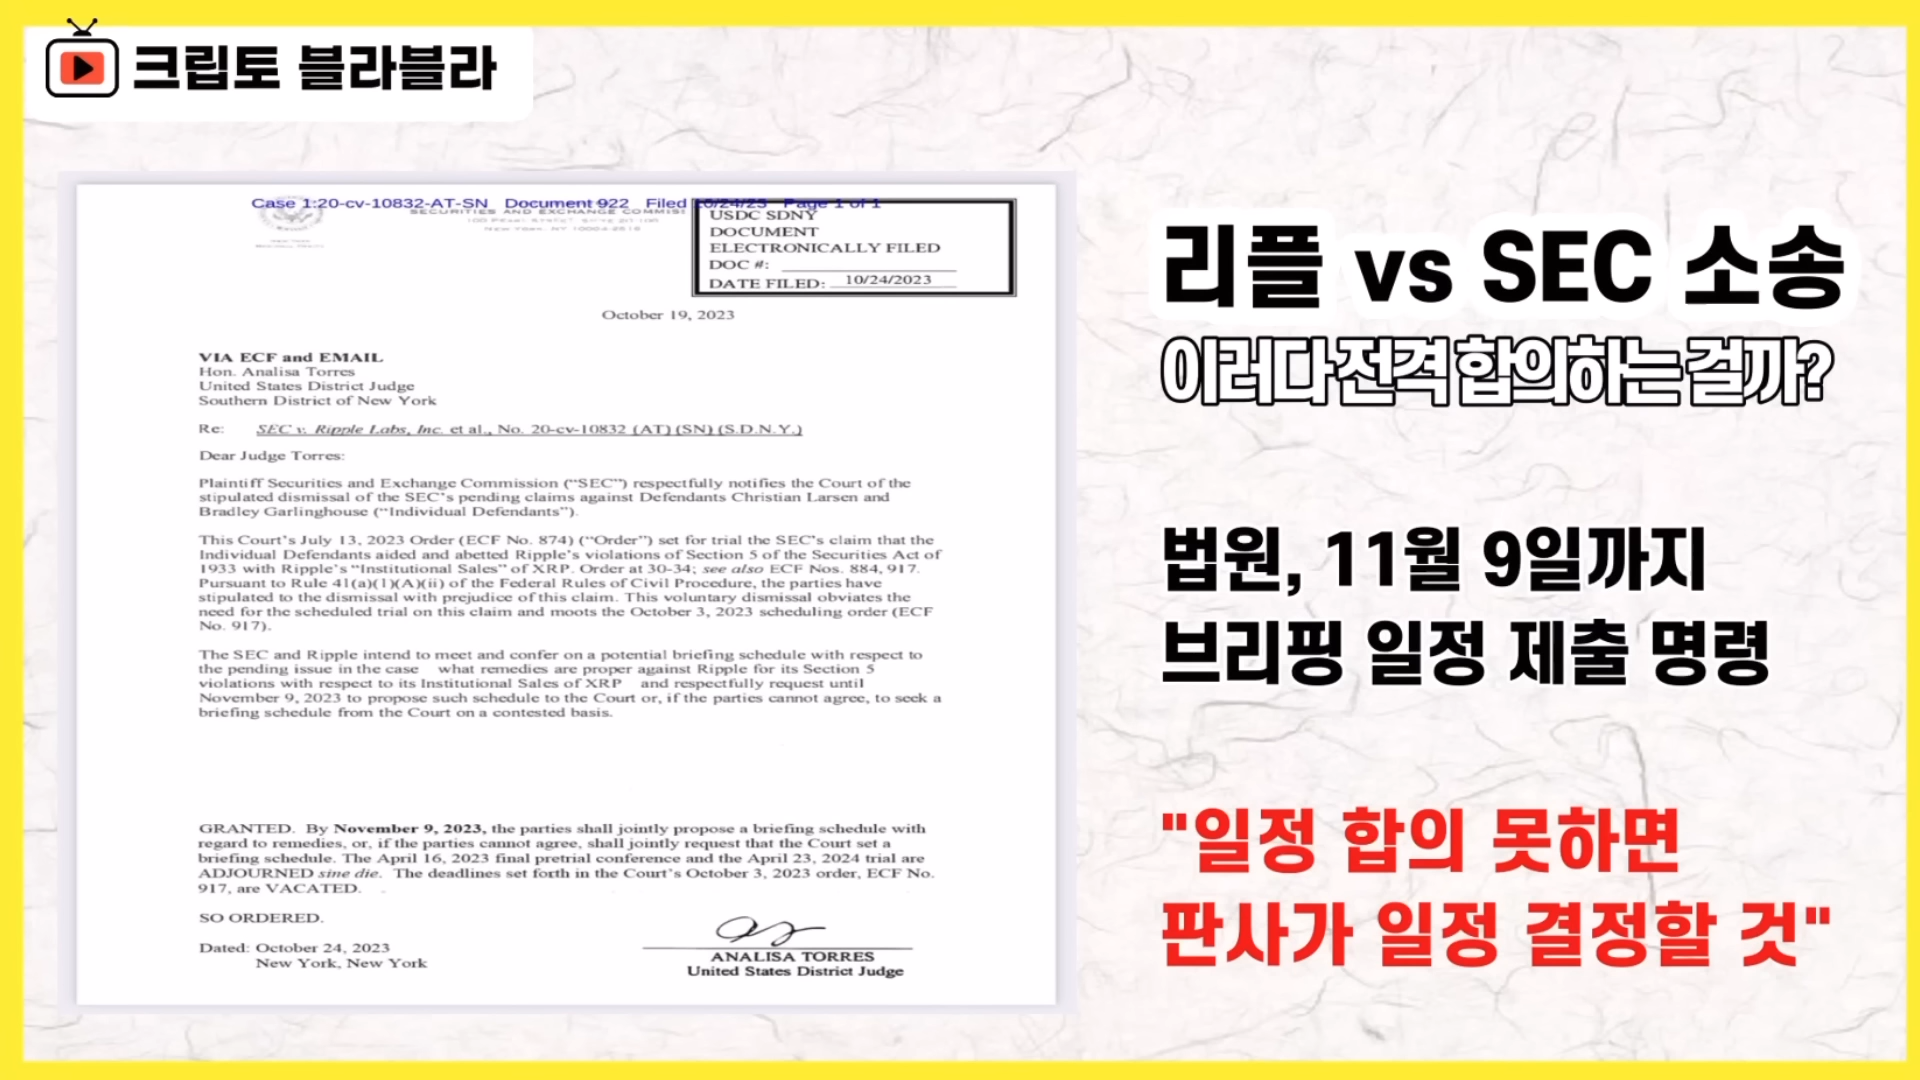 크립토 블라블라
Case 1:20-cv-10832-AT-SN Document 922 Filed 10/24/23 Page 1 of 1
SECURITIES AND EXCHANGE COMMISS
USDC SDNY
DOCUMENT
ELECTRONICALLY FILED
DOC #:
DATE FILED: 10/24/2023
October 19, 2023
VIA ECF and EMAIL
Hon. Analisa Torres
United States District Judge
Southern District of New York
Re: SEC v. Ripple Labs, Inc. et al., No. 20-cv-10832 (AT) (SN) (S.D.N.Y.)
Dear Judge Torres:
Plaintiff Securities and Exchange Commission (“SEC”) respectfully notifies the Court of the
stipulated dismissal of the SEC’s pending claims against Defendants Christian Larsen and
Bradley Garlinghouse (“Individual Defendants”).
This Court’s July 13, 2023 Order (ECF No. 874) (“Order”) set for trial the SEC’s claim that the
Individual Defendants aided and abetted Ripple’s violations of Section 5 of the Securities Act of
1933 with Ripple’s “Institutional Sales” of XRP. Order at 30-34; see also ECF Nos. 884, 917.
Pursuant to Rule 41(a)(1)(A)(ii) of the Federal Rules of Civil Procedure, the parties have
stipulated to the dismissal with prejudice of this claim. This voluntary dismissal obviates the
need for the scheduled trial on this claim and moots the October 3, 2023 scheduling order (ECF
No. 917).
The SEC and Ripple intend to meet and confer on a potential briefing schedule with respect to
the pending issue in the case what remedies are proper against Ripple for its Section 5
violations with respect to its Institutional Sales of XRP and respectfully request until
November 9, 2023 to propose such schedule to the Court or, if the parties cannot agree, to seek a
briefing schedule from the Court on a contested basis.
GRANTED. By November 9, 2023, the parties shall jointly propose a briefing schedule with
regard to remedies, or, if the parties cannot agree, shall jointly request that the Court set a
briefing schedule. The April 16, 2023 final pretrial conference and the April 23, 2024 trial are
ADJOURNED sine die. The deadlines set forth in the Court’s October 3, 2023 order, ECF No.
917, are VACATED.
SO ORDERED.
Dated: October 24, 2023
New York, New York
ANALISA TORRES
United States District Judge
리플 vs SEC 소송
이러다 전격 합의하는 걸까?
법원, 11월 9일까지
브리핑 일정 제출 명령
"일정 합의 못하면
판사가 일정 결정할 것"